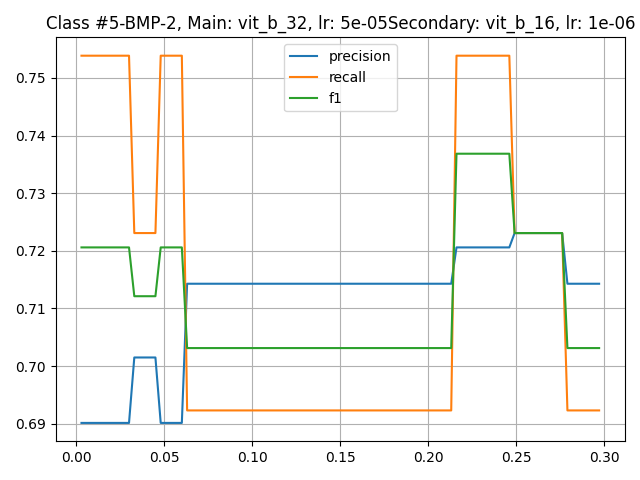 Class #5-BMP-2, Main: vit_b_32, lr: 5e-05Secondary: vit_b_16, lr: 1e-06
precision
recall
f1
0.75
0.74
0.73
0.72
0.71
0.70
0.69
0.00 0.05 0.10 0.15 0.20 0.25 0.30